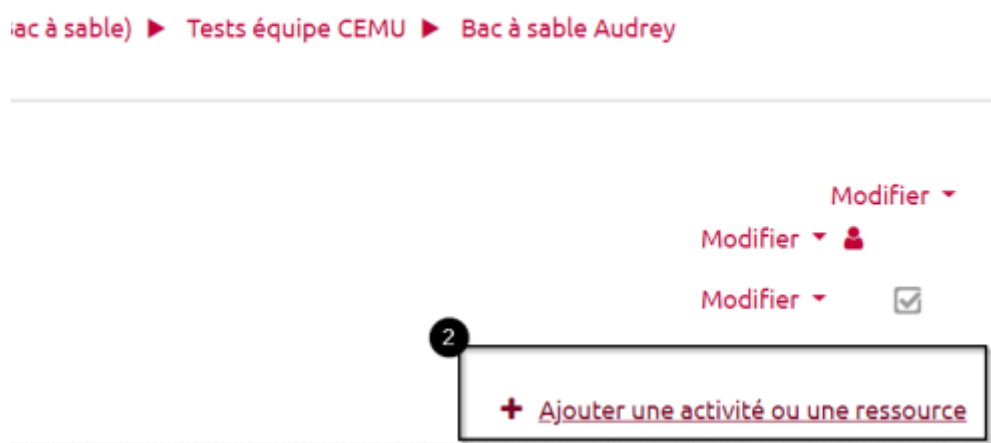 ac à sable) ▶ Tests équipe CEMU ▶ Bac à sable Audrey
Modifier
Modifier
Modifier
2
+ Ajouter une activité ou une ressource